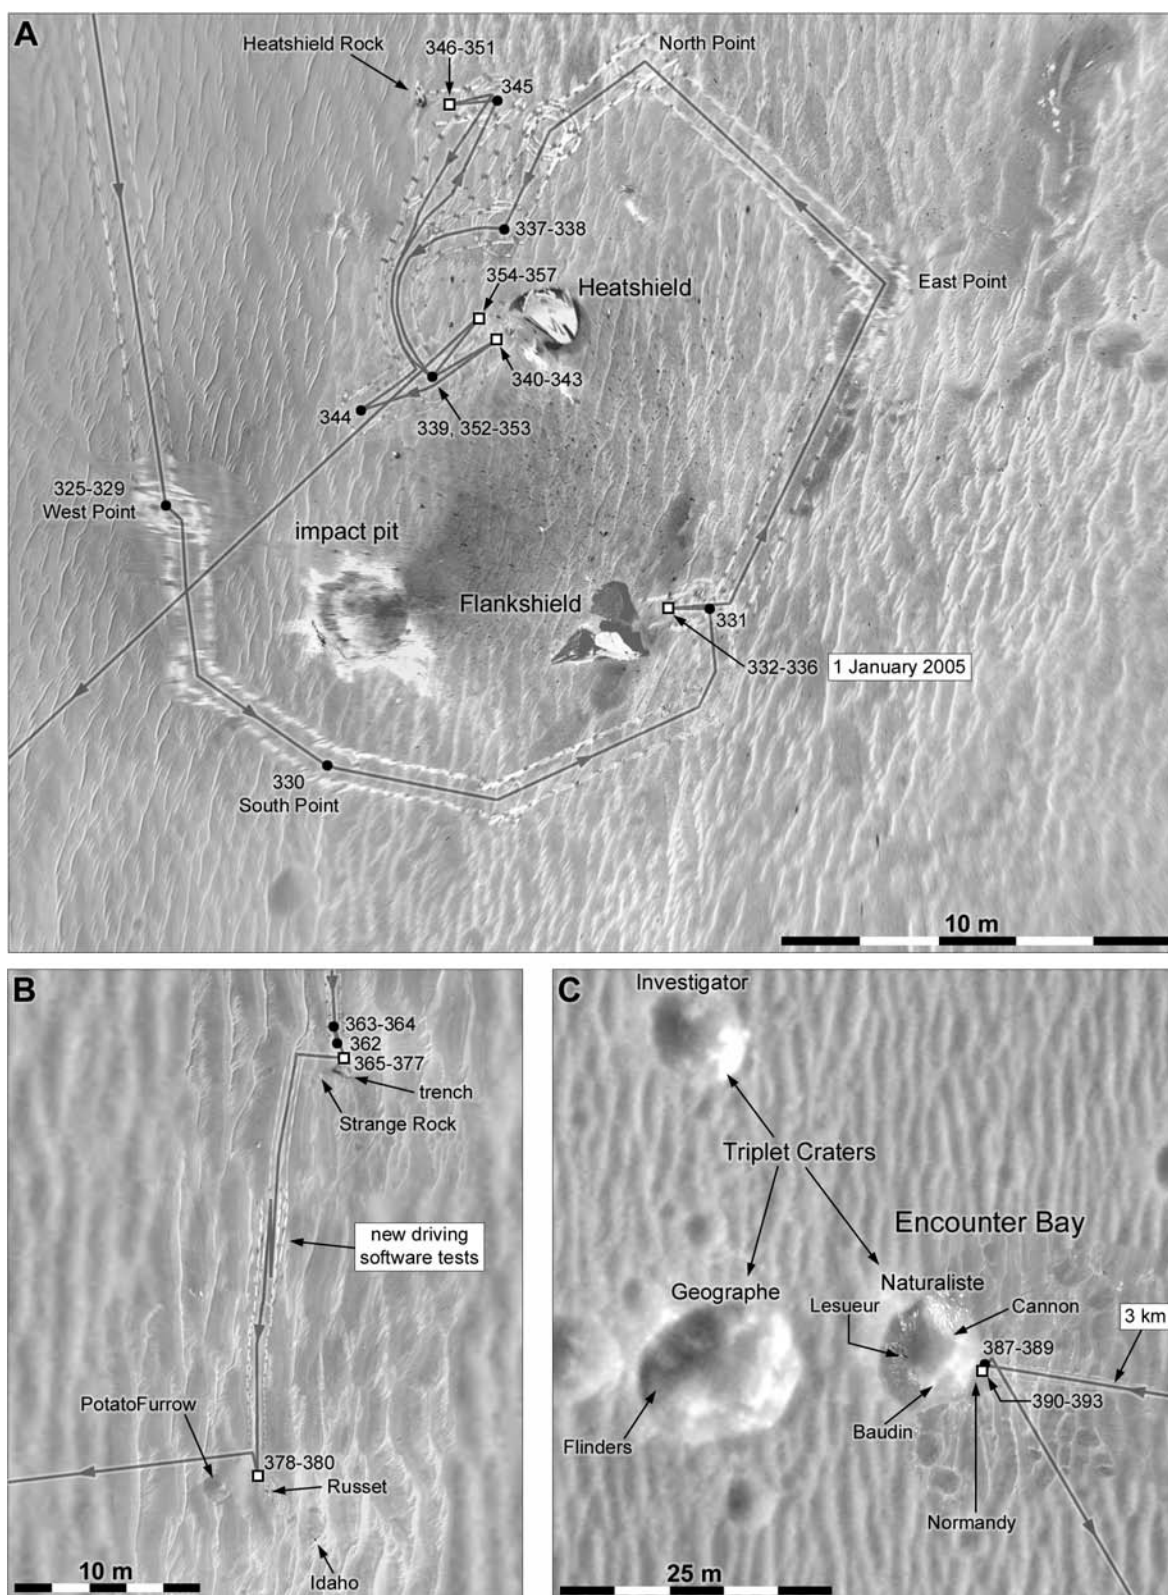 A
346-351
North Point
Heatshield Rock
345
337-338
354-357
Heatshield
East Point
340-343
344
339, 352-353
325-329
West Point
impact pit
Flankshield
331
332-336
1 January 2005
330
South Point
10 m
B
363-364
362
365-377
trench
Strange Rock
new driving
software tests
PotatoFurrow
378-380
Russet
10 m
Idaho
C
Investigator
Triplet Craters
Encounter Bay
Geographe
Naturaliste
Lesueur
Cannon
3 km
387-389
390-393
Baudin
Flinders
Normandy
25 m